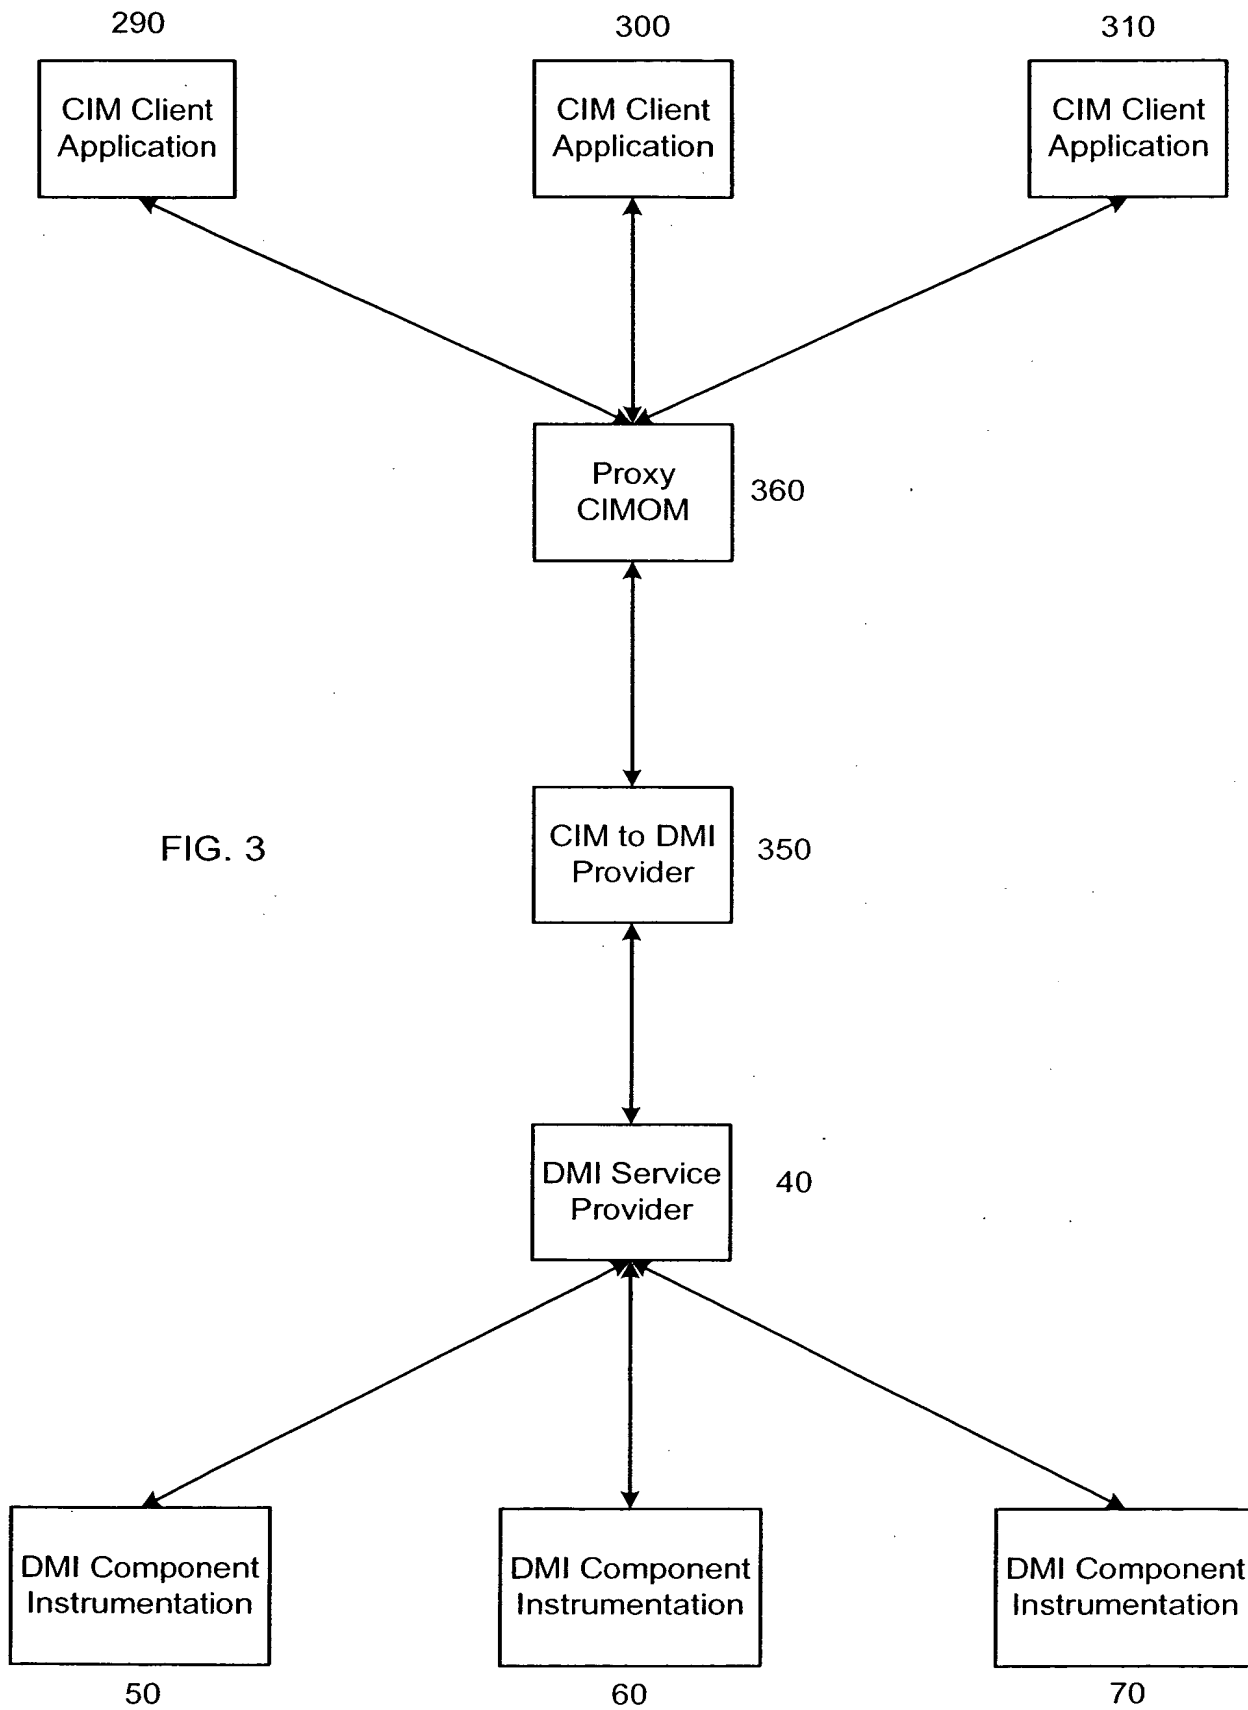 290
300
310
CIM Client
Application
CIM Client
Application
CIM Client
Application
Proxy
CIMOM
360
FIG. 3
CIM to DMI
Provider
350
DMI Service
Provider
40
DMI Component
Instrumentation
DMI Component
Instrumentation
DMI Component
Instrumentation
50
60
70